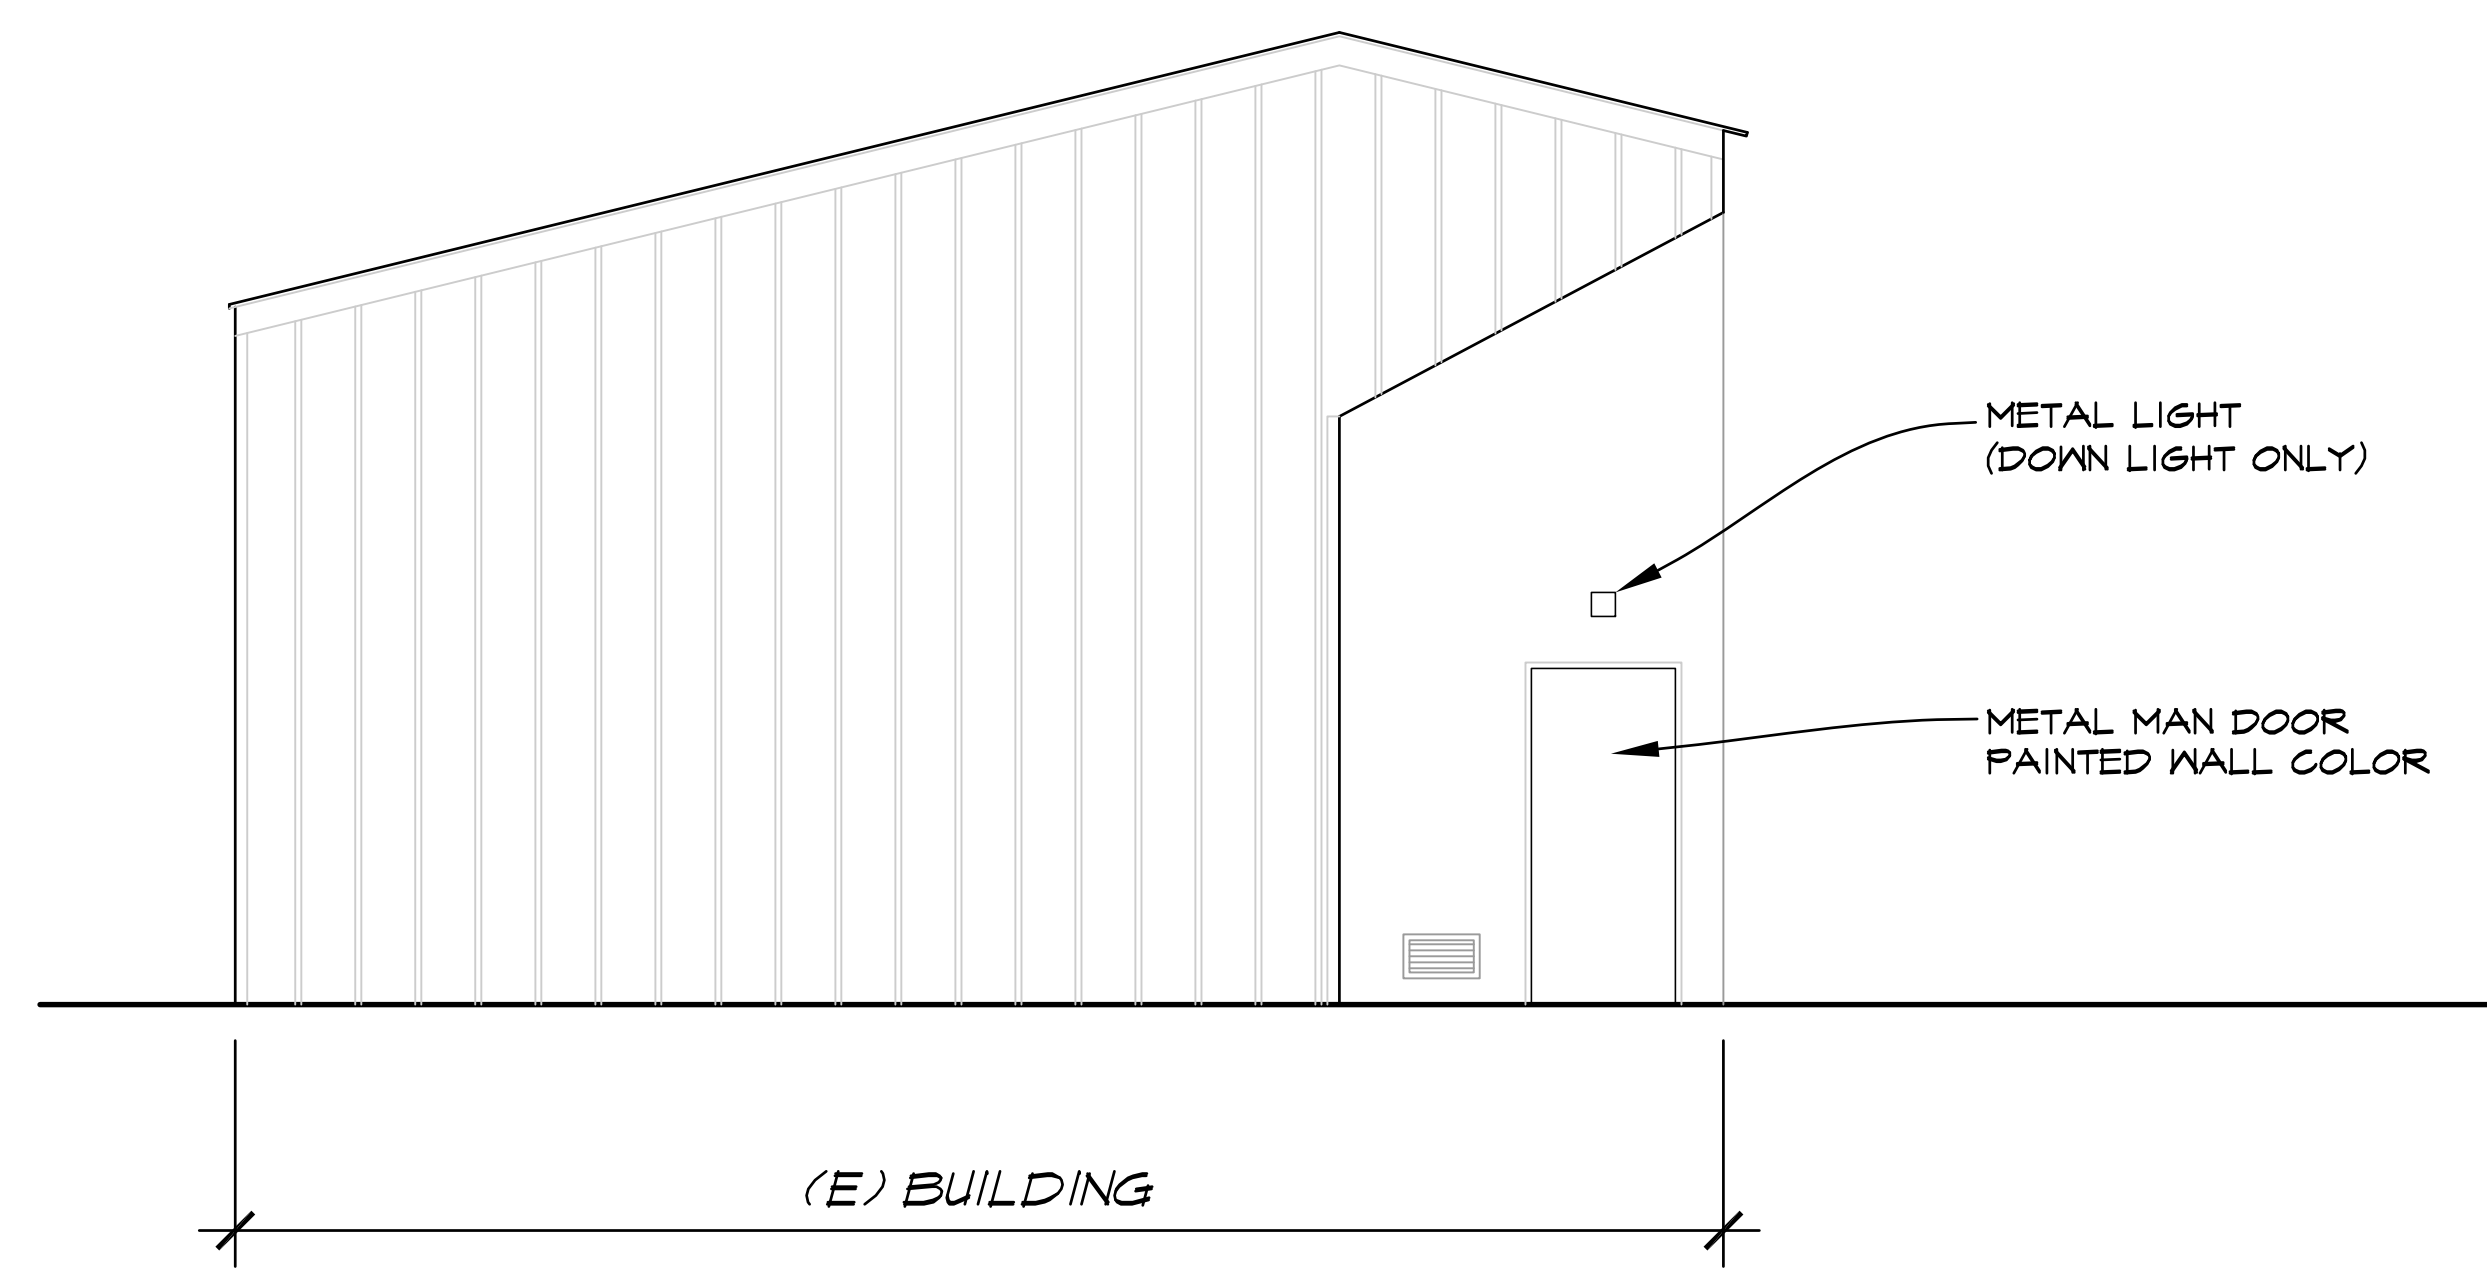 METAL LIGHT
(DOWN LIGHT ONLY)
METAL MAN DOOR
PAINTED WALL COLOR
(E) BUILDING